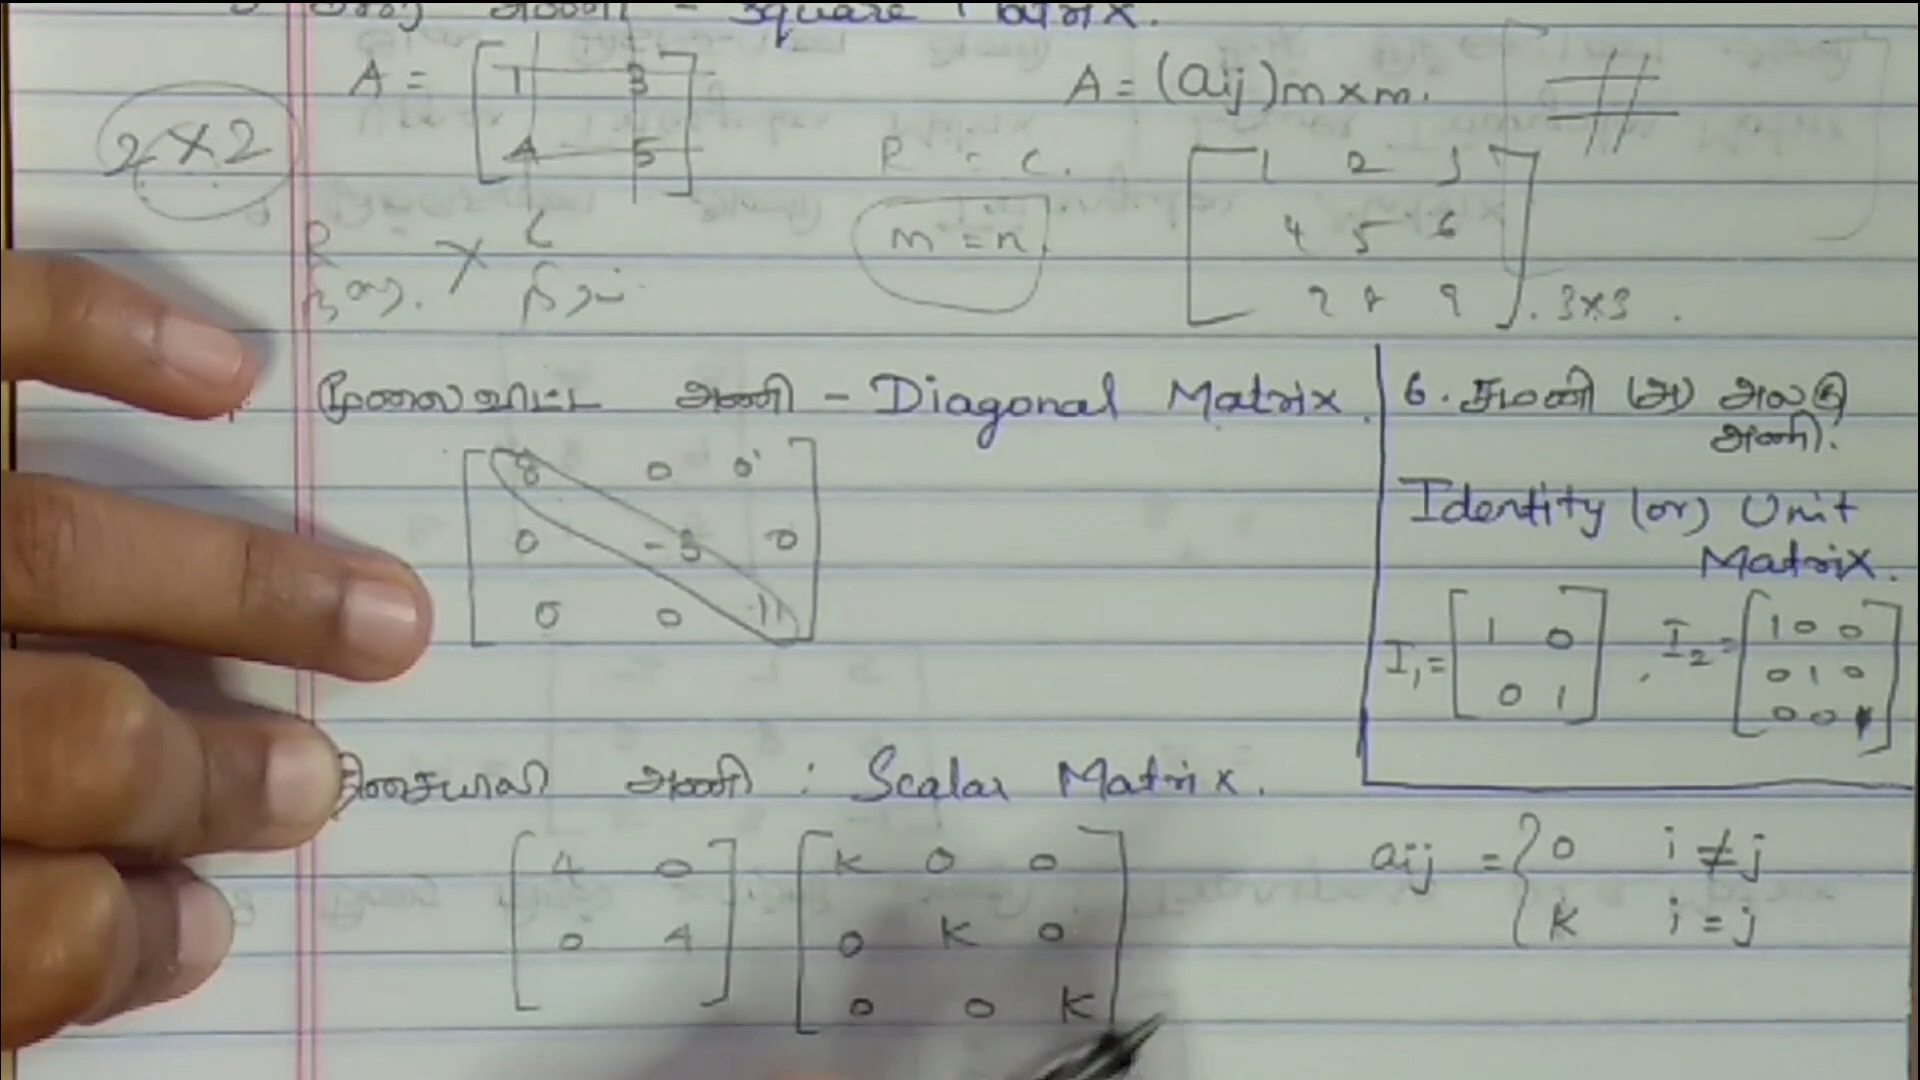 அணி - Square Matrix.
A = [ 1 3
4 5 ]
A = (aij)m×m.
2×2
R = C.
m = n.
[ 1 2 3
4 5 6
7 8 9 ]. 3×3.
R × C
மூலைவிட்ட அணி - Diagonal Matrix.
[ 8 0 0
0 -3 0
0 0 11 ]
6. சமனி (அ) அலகு
அணி.
Identity (or) Unit
Matrix.
I1 = [ 1 0
0 1 ] , I2 = [ 1 0 0
0 1 0
0 0 1 ]
திசையிலி அணி : Scalar Matrix.
[ 4 0
0 4 ]
[ K 0 0
0 K 0
0 0 K ]
aij = { 0 i ≠ j
K i = j